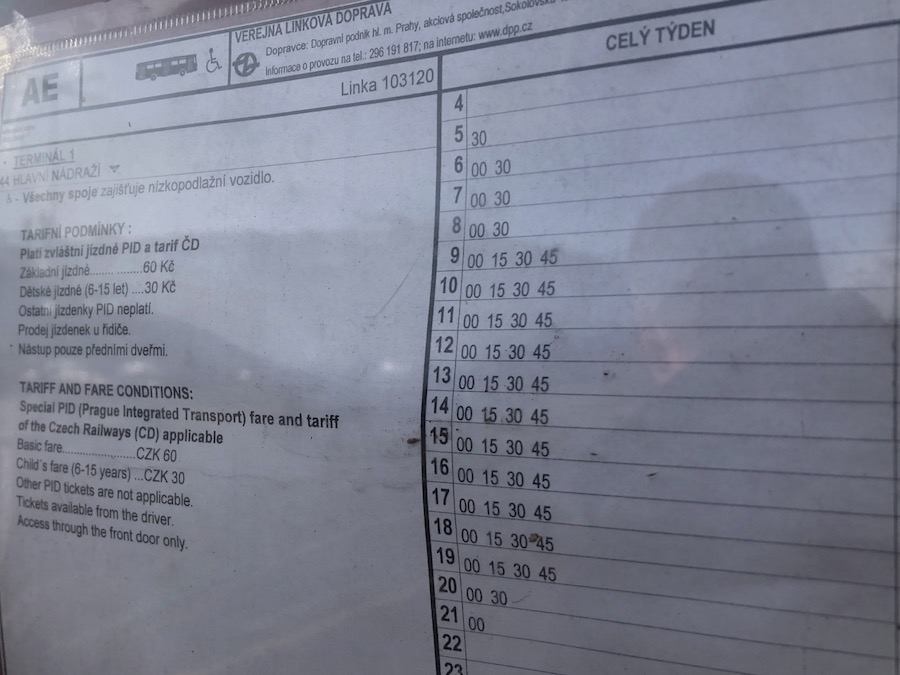 AE
VEREJNÁ LINKOVÁ DOPRAVA
Dopravce: Dopravní podnik hl. m. Prahy, akciová společnost,
Informace o provozu na tel.: 296 191 817; na internetu: www.dpp.cz
Linka 103120
TERMINÁL 1
44 HLAVNÍ NÁDRAŽÍ
- Všechny spoje zajišťuje nízkopodlažní vozidlo.
TARIFNÍ PODMÍNKY :
Platí zvláštní jízdné PID a tarif ČD
Základní jízdné.......... ........60 Kč
Dětské jízdné (6-15 let) ....30 Kč
Ostatní jízdenky PID neplatí.
Prodej jízdenek u řidiče.
Nástup pouze předními dveřmi.
TARIFF AND FARE CONDITIONS:
Special PID (Prague Integrated Transport) fare and tariff
of the Czech Railways (CD) applicable
Basic fare......................CZK 60
Child´s fare (6-15 years) ...CZK 30
Other PID tickets are not applicable.
Tickets available from the driver.
Access through the front door only.
CELÝ TÝDEN
4
5 30
6 00 30
7 00 30
8 00 30
9 00 15 30 45
10 00 15 30 45
11 00 15 30 45
12 00 15 30 45
13 00 15 30 45
14 00 15 30 45
15 00 15 30 45
16 00 15 30 45
17 00 15 30 45
18 00 15 30 45
19 00 15 30 45
20 00 30
21 00
22
23